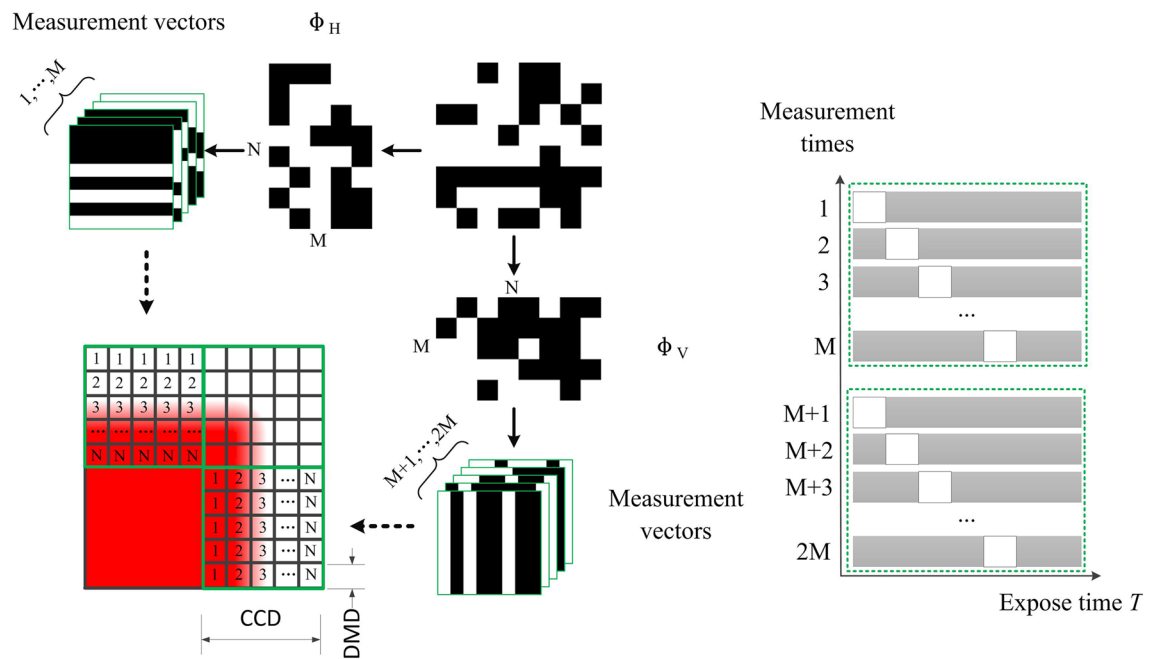 Measurement vectors
Φ H
1,⋯,M
N
M
N
M
Φ V
M+1,⋯,2M
Measurement
vectors
1 1 1 1 1
2 2 2 2 2
3 3 3 3 3
⋯ ⋯ ⋯ ⋯ ⋯
N N N N N
1 2 3 ⋯ N
1 2 3 ⋯ N
1 2 3 ⋯ N
1 2 3 ⋯ N
1 2 3 ⋯ N
CCD
DMD
Measurement
times
1
2
3
...
M
M+1
M+2
M+3
...
2M
Expose time T